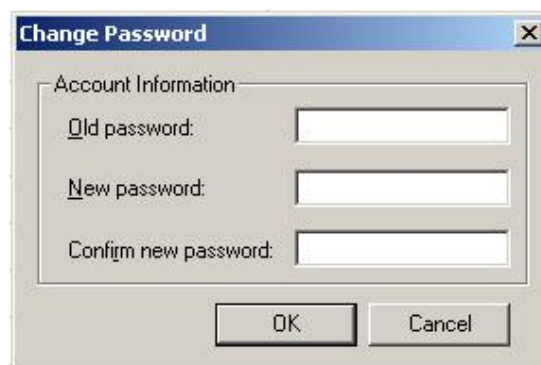 Change Password
Account Information
Old password:
New password:
Confirm new password:
OK Cancel